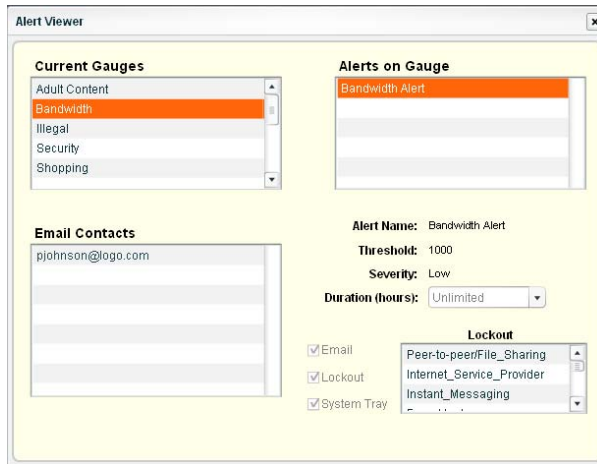 Alert Viewer
Current Gauges
Adult Content
Bandwidth
Illegal
Security
Shopping
Alerts on Gauge
Bandwidth Alert
Email Contacts
pjohnson@logo.com
Alert Name: Bandwidth Alert
Threshold: 1000
Severity: Low
Duration (hours): Unlimited
Email
Lockout
System Tray
Lockout
Peer-to-peer/File_Sharing
Internet_Service_Provider
Instant_Messaging